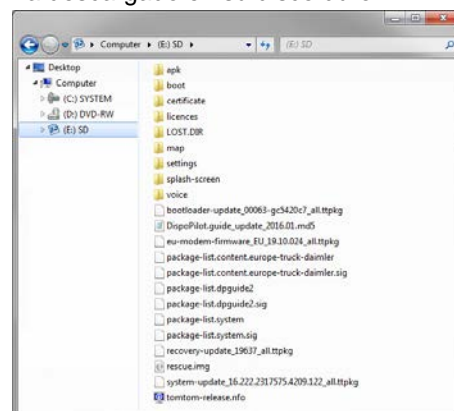 Computer ▸ (E:) SD ▸
(E:) SD
Desktop
Computer
(C:) SYSTEM
(D:) DVD-RW
(E:) SD
apk
boot
certificate
licences
LOST.DIR
map
settings
splash-screen
voice
bootloader-update_00063-gc5420c7_all.ttpkg
DispoPilot.guide_update_2016.01.md5
eu-modem-firmware_EU_19.10.024_all.ttpkg
package-list.content.europe-truck-daimler
package-list.content.europe-truck-daimler.sig
package-list.dpguide2
package-list.dpguide2.sig
package-list.system
package-list.system.sig
recovery-update_19637_all.ttpkg
rescue.img
system-update_16.222.2317575.4209.122_all.ttpkg
tomtom-release.nfo